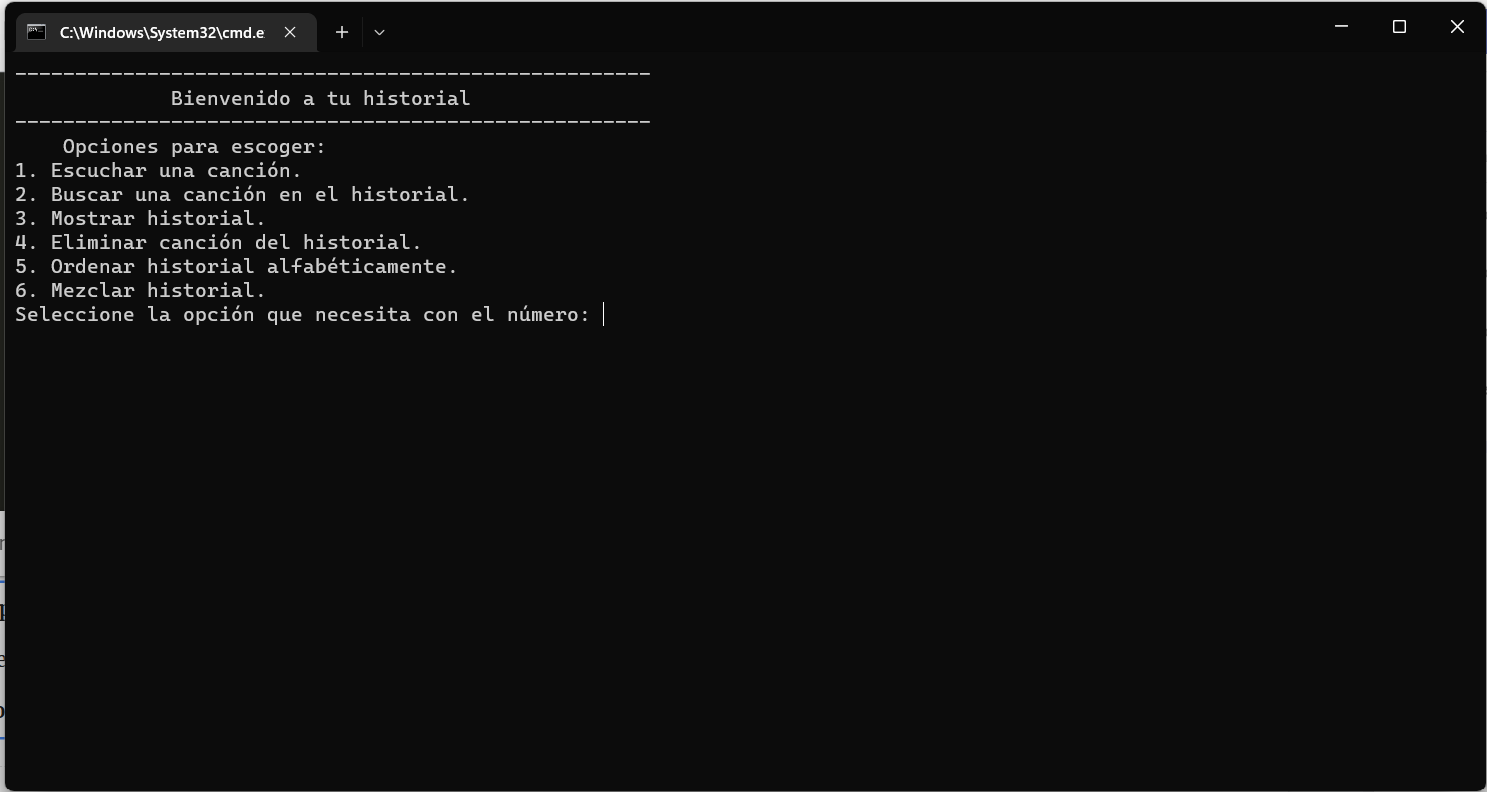 C:\Windows\System32\cmd.e
-----------------------------------------------------
Bienvenido a tu historial
-----------------------------------------------------
Opciones para escoger:
1. Escuchar una canción.
2. Buscar una canción en el historial.
3. Mostrar historial.
4. Eliminar canción del historial.
5. Ordenar historial alfabéticamente.
6. Mezclar historial.
Seleccione la opción que necesita con el número: